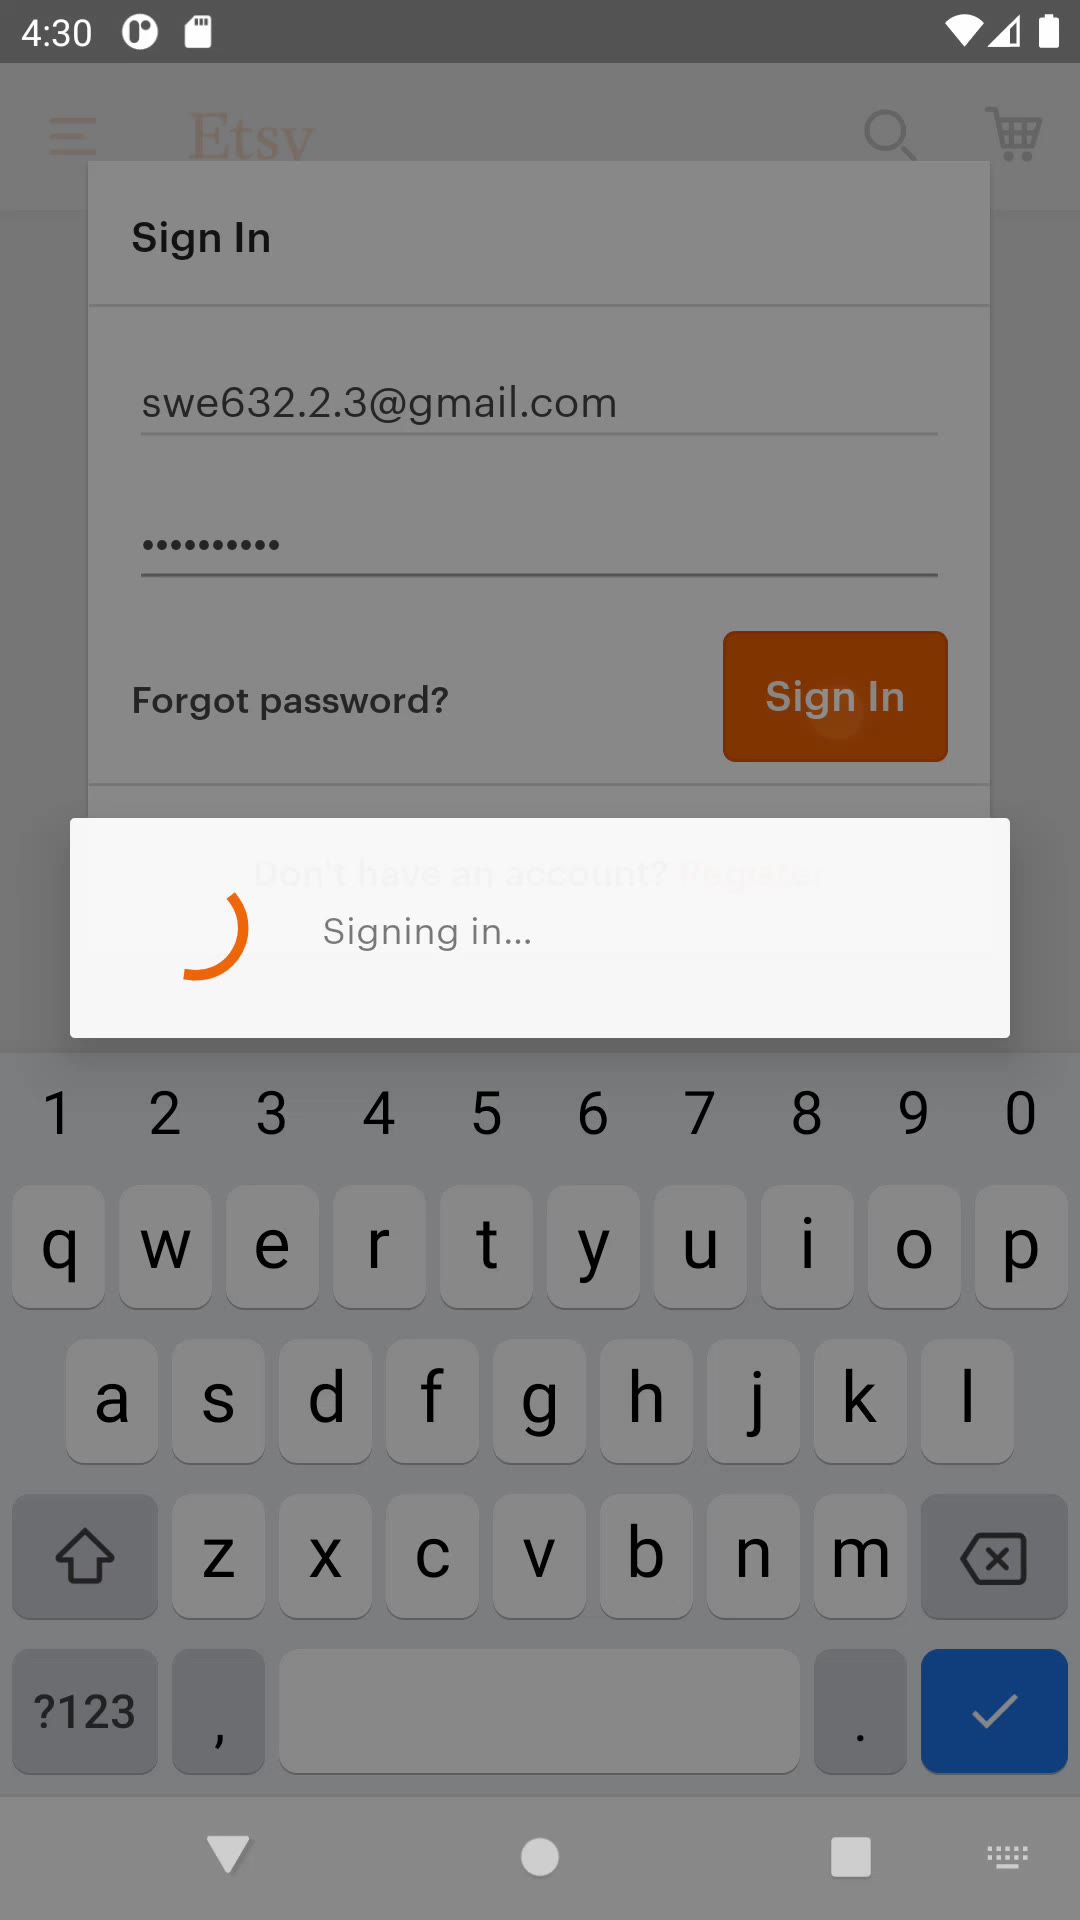 4:30
Etsy
Sign In
swe632.2.3@gmail.com
••••••••••
Forgot password?
Sign In
Don't have an account? Register
Signing in...
1 2 3 4 5 6 7 8 9 0
q w e r t y u i o p
a s d f g h j k l
z x c v b n m
?123 , .